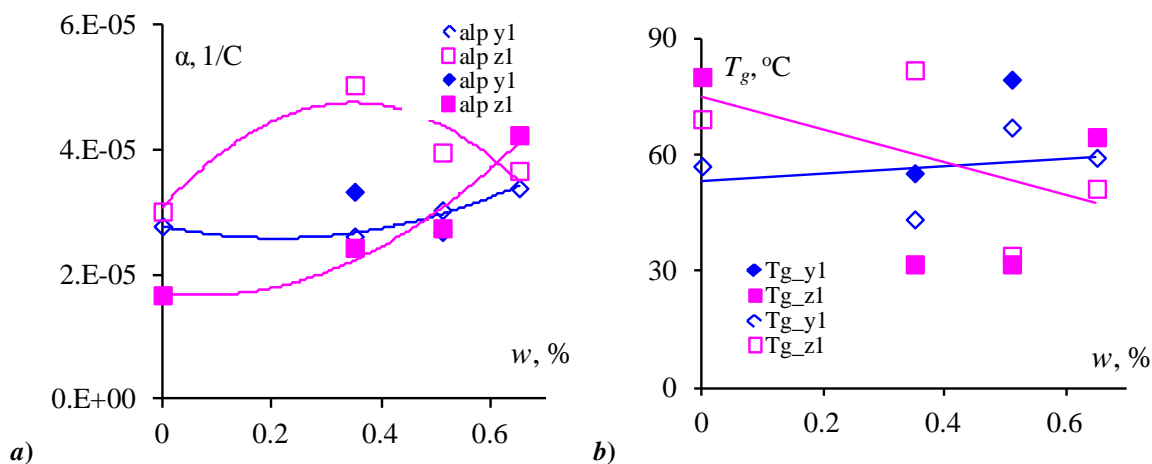 6.E-05
α, 1/C
alp y1
alp z1
alp y1
alp z1
4.E-05
2.E-05
w, %
0.E+00
0
0.2
0.4
0.6
a)
90
Tg, °C
60
30
Tg_y1
Tg_z1
Tg_y1
Tg_z1
w, %
0
0
0.2
0.4
0.6
b)